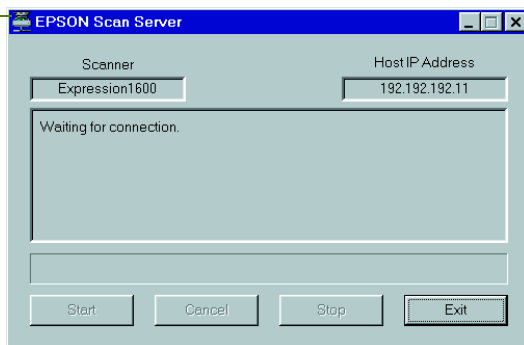 EPSON Scan Server
Scanner
Host IP Address
Expression1600
192.192.192.11
Waiting for connection.
Start
Cancel
Stop
Exit